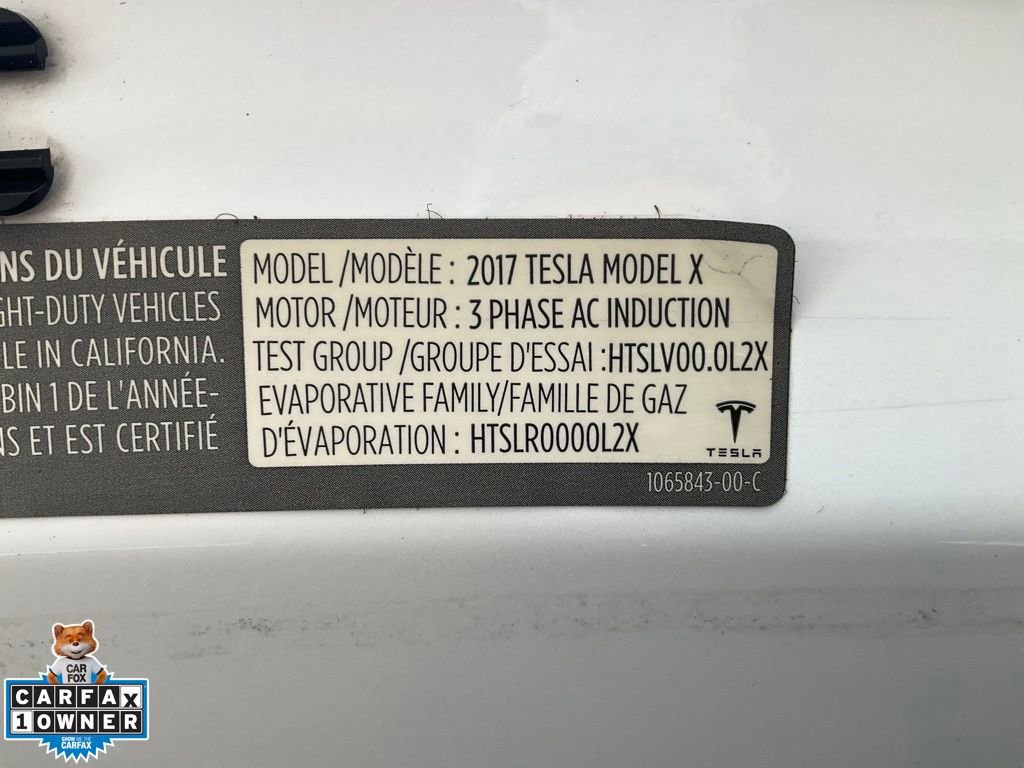 NS DU VÉHICULE
GHT-DUTY VEHICLES
LE IN CALIFORNIA.
BIN 1 DE L'ANNÉE-
NS ET EST CERTIFIÉ
MODEL /MODÈLE : 2017 TESLA MODEL X
MOTOR /MOTEUR : 3 PHASE AC INDUCTION
TEST GROUP /GROUPE D'ESSAI :HTSLV00.0L2X
EVAPORATIVE FAMILY/FAMILLE DE GAZ
D'ÉVAPORATION : HTSLR0000L2X
TESLA
1065843-00-C
CAR
FOX
CARFAX
1 OWNER
SHOW ME THE
CARFAX